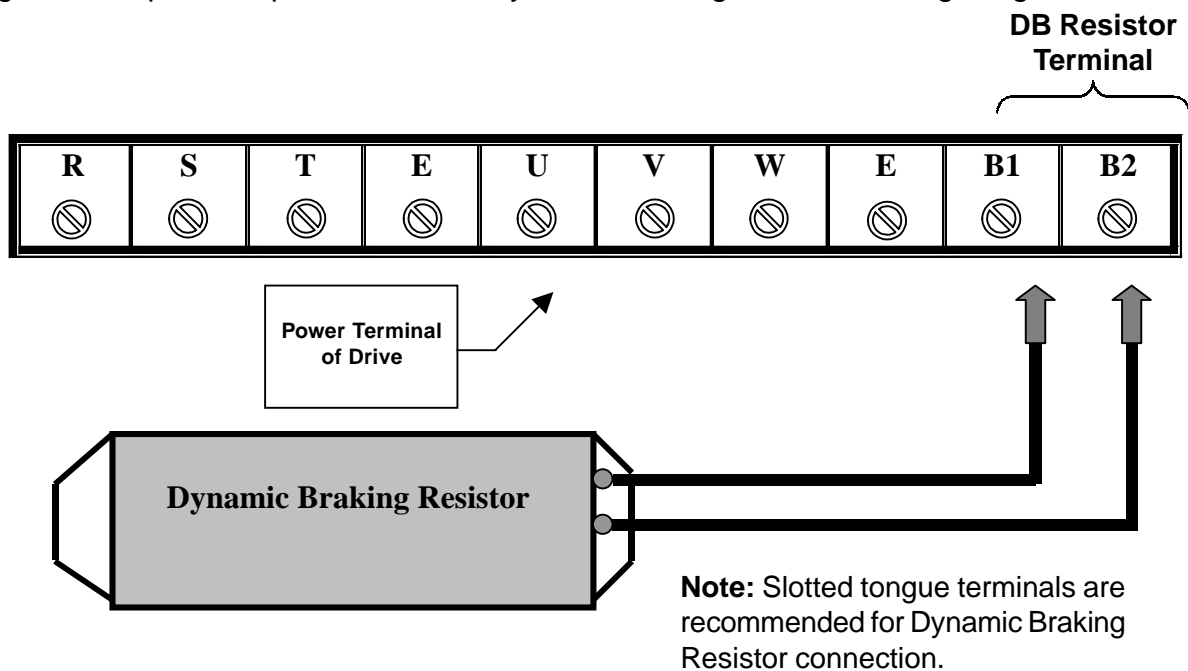 DB Resistor
Terminal
R S T E U V W E B1 B2
Power Terminal
of Drive
Dynamic Braking Resistor
Note: Slotted tongue terminals are
recommended for Dynamic Braking
Resistor connection.